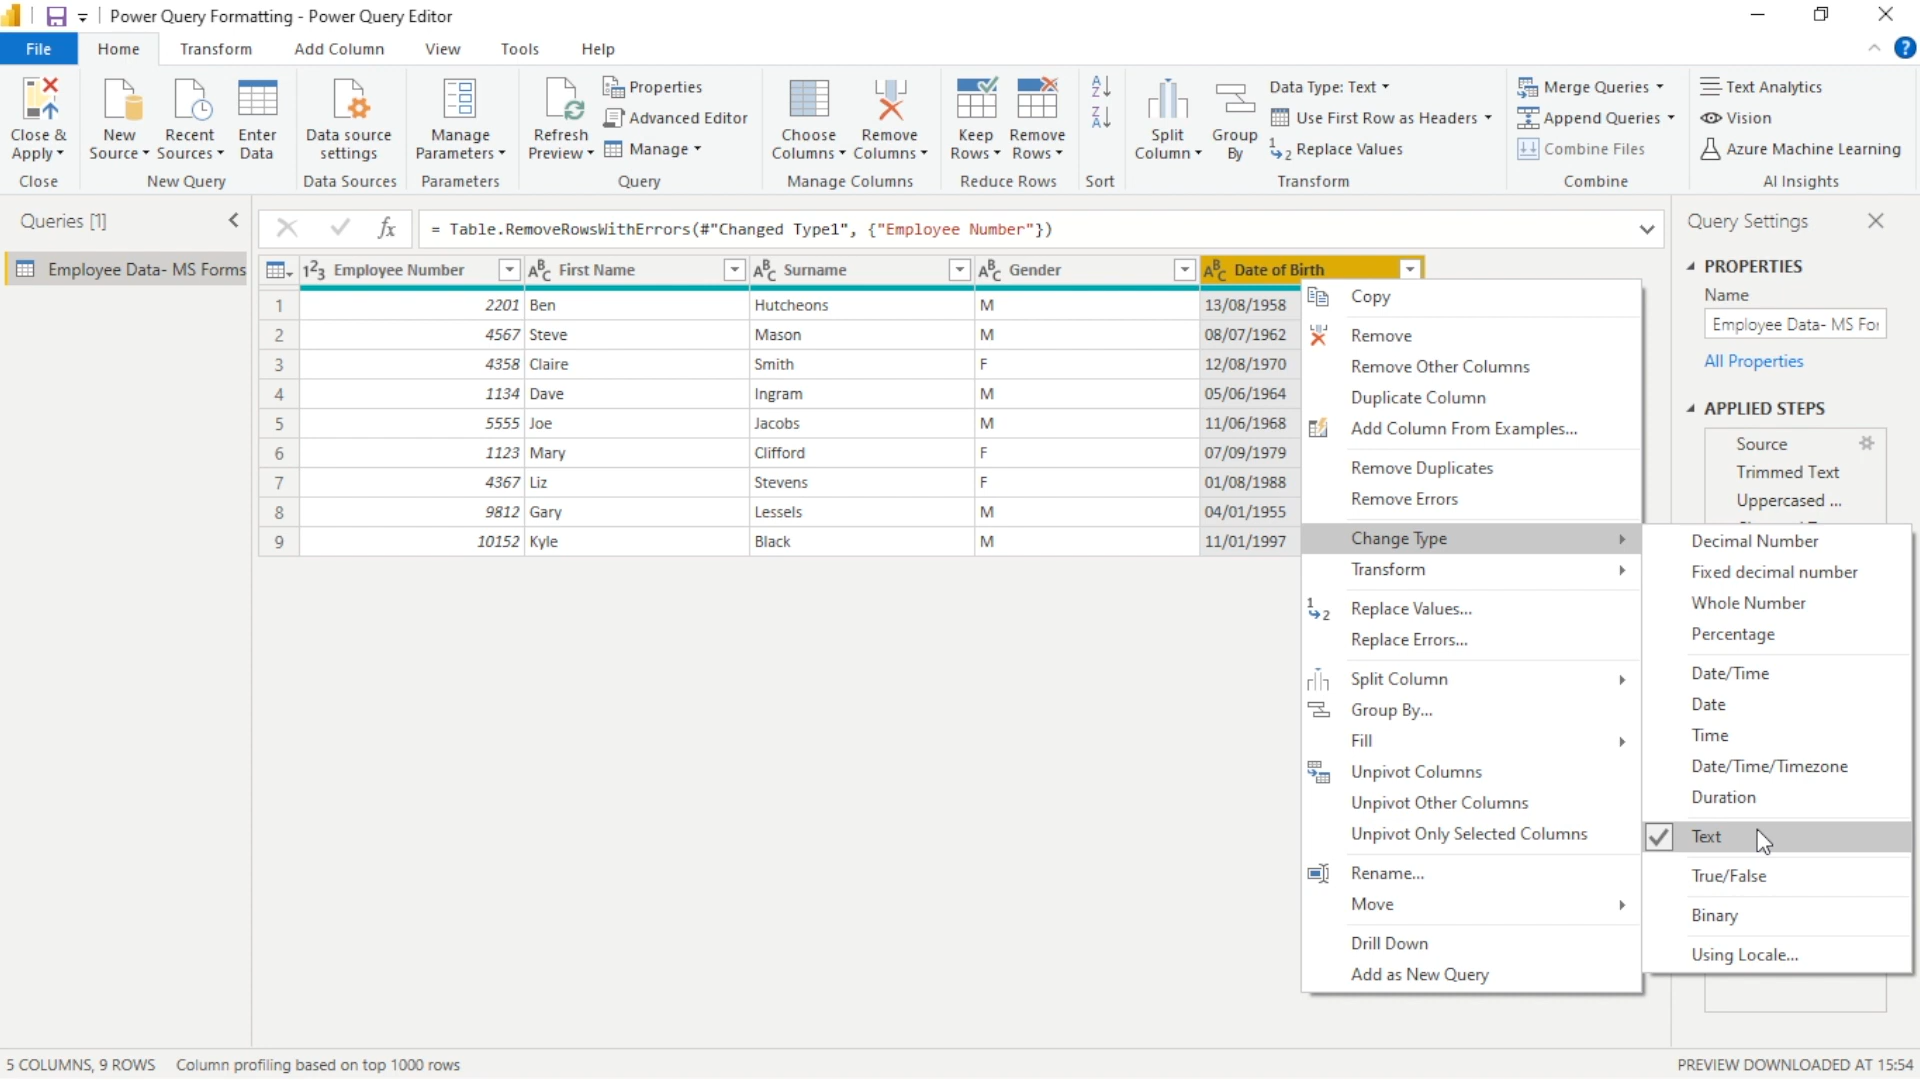 Power Query Formatting - Power Query Editor
File Home Transform Add Column View Tools Help
Close & Apply
Close
New Source
Recent Sources
Enter Data
New Query
Data source settings
Data Sources
Manage Parameters
Parameters
Refresh Preview
Properties
Advanced Editor
Manage
Query
Choose Columns
Remove Columns
Manage Columns
Keep Rows
Remove Rows
Reduce Rows
Sort
Split Column
Group By
Data Type: Text
Use First Row as Headers
Replace Values
Transform
Merge Queries
Append Queries
Combine Files
Combine
Text Analytics
Vision
Azure Machine Learning
AI Insights
Queries [1]
Employee Data- MS Forms
fx
= Table.RemoveRowsWithErrors(#"Changed Type1", {"Employee Number"})
Employee Number First Name Surname Gender Date of Birth
1 2201 Ben Hutcheons M 13/08/1958
2 4567 Steve Mason M 08/07/1962
3 4358 Claire Smith F 12/08/1970
4 1134 Dave Ingram M 05/06/1964
5 5555 Joe Jacobs M 11/06/1968
6 1123 Mary Clifford F 07/09/1979
7 4367 Liz Stevens F 01/08/1988
8 9812 Gary Lessels M 04/01/1955
9 10152 Kyle Black M 11/01/1997
Copy
Remove
Remove Other Columns
Duplicate Column
Add Column From Examples...
Remove Duplicates
Remove Errors
Change Type
Transform
Replace Values...
Replace Errors...
Split Column
Group By...
Fill
Unpivot Columns
Unpivot Other Columns
Unpivot Only Selected Columns
Rename...
Move
Drill Down
Add as New Query
Decimal Number
Fixed decimal number
Whole Number
Percentage
Date/Time
Date
Time
Date/Time/Timezone
Duration
Text
True/False
Binary
Using Locale...
Query Settings
PROPERTIES
Name
Employee Data- MS For
All Properties
APPLIED STEPS
Source
Trimmed Text
Uppercased ...
5 COLUMNS, 9 ROWS Column profiling based on top 1000 rows
PREVIEW DOWNLOADED AT 15:54